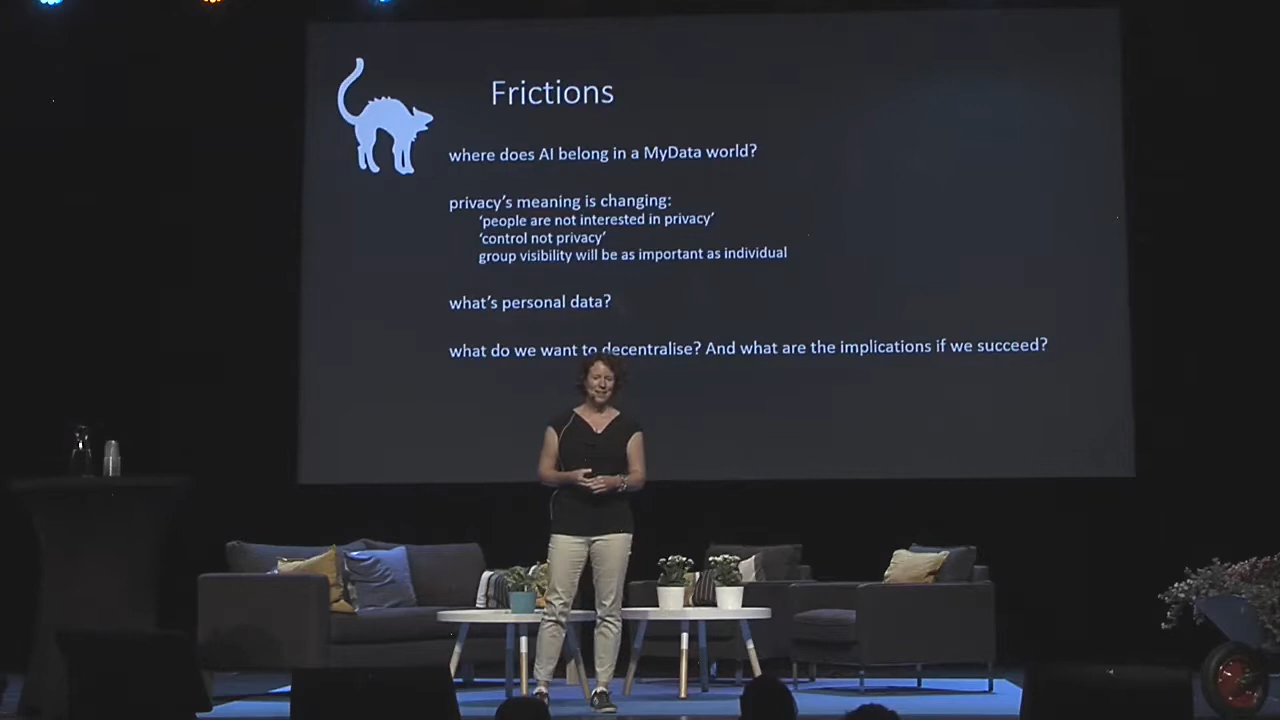 Frictions
where does AI belong in a MyData world?
privacy’s meaning is changing:
‘people are not interested in privacy’
‘control not privacy’
group visibility will be as important as individual
what’s personal data?
what do we want to decentralise? And what are the implications if we succeed?